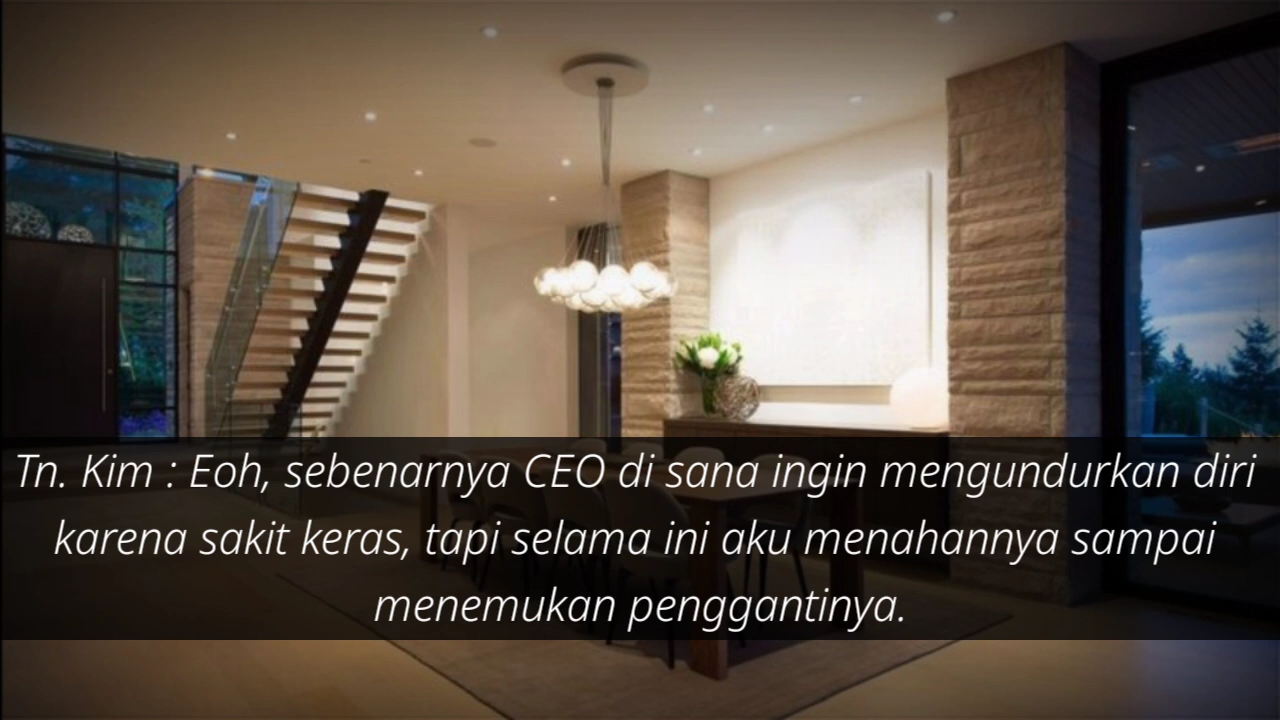 Tn. Kim : Eoh, sebenarnya CEO di sana ingin mengundurkan diri
karena sakit keras, tapi selama ini aku menahannya sampai
menemukan penggantinya.